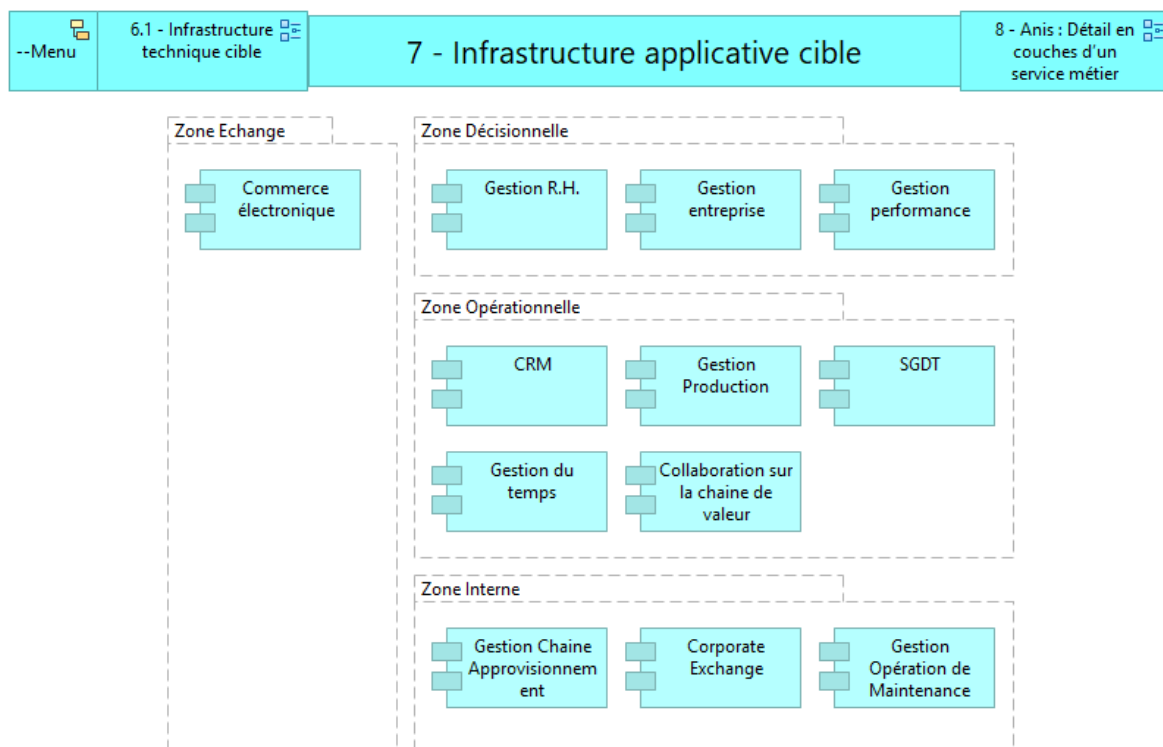 --Menu
6.1 - Infrastructure
technique cible
7 - Infrastructure applicative cible
8 - Anis : Détail en
couches d'un
service métier
Zone Echange
Commerce
électronique
Zone Décisionnelle
Gestion R.H.
Gestion
entreprise
Gestion
performance
Zone Opérationnelle
CRM
Gestion
Production
SGDT
Gestion du
temps
Collaboration sur
la chaine de
valeur
Zone Interne
Gestion Chaine
Approvisionnem
ent
Corporate
Exchange
Gestion
Opération de
Maintenance